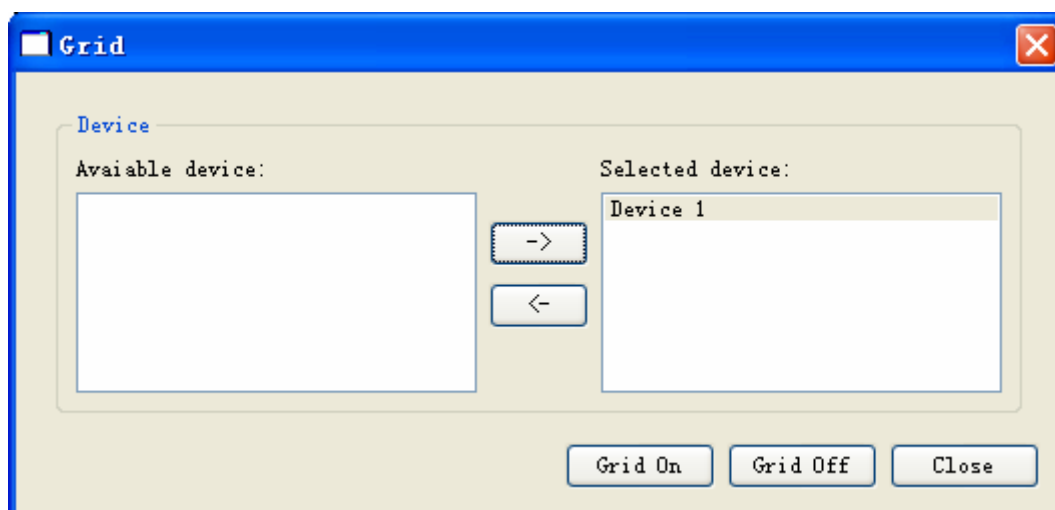 Grid
Device
Avaiable device:
Selected device:
Device 1
->
<-
Grid On
Grid Off
Close